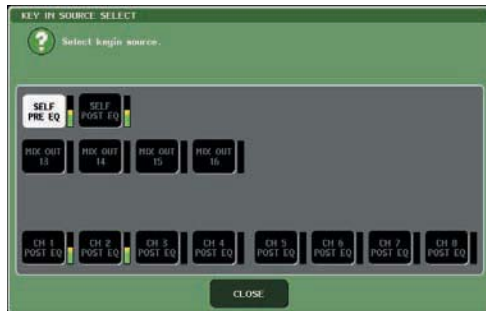 KEY IN SOURCE SELECT
Select keyin source.
SELF PRE EQ
SELF POST EQ
MIX OUT 13
MIX OUT 14
MIX OUT 15
MIX OUT 16
CH 1 POST EQ
CH 2 POST EQ
CH 3 POST EQ
CH 4 POST EQ
CH 5 POST EQ
CH 6 POST EQ
CH 7 POST EQ
CH 8 POST EQ
CLOSE